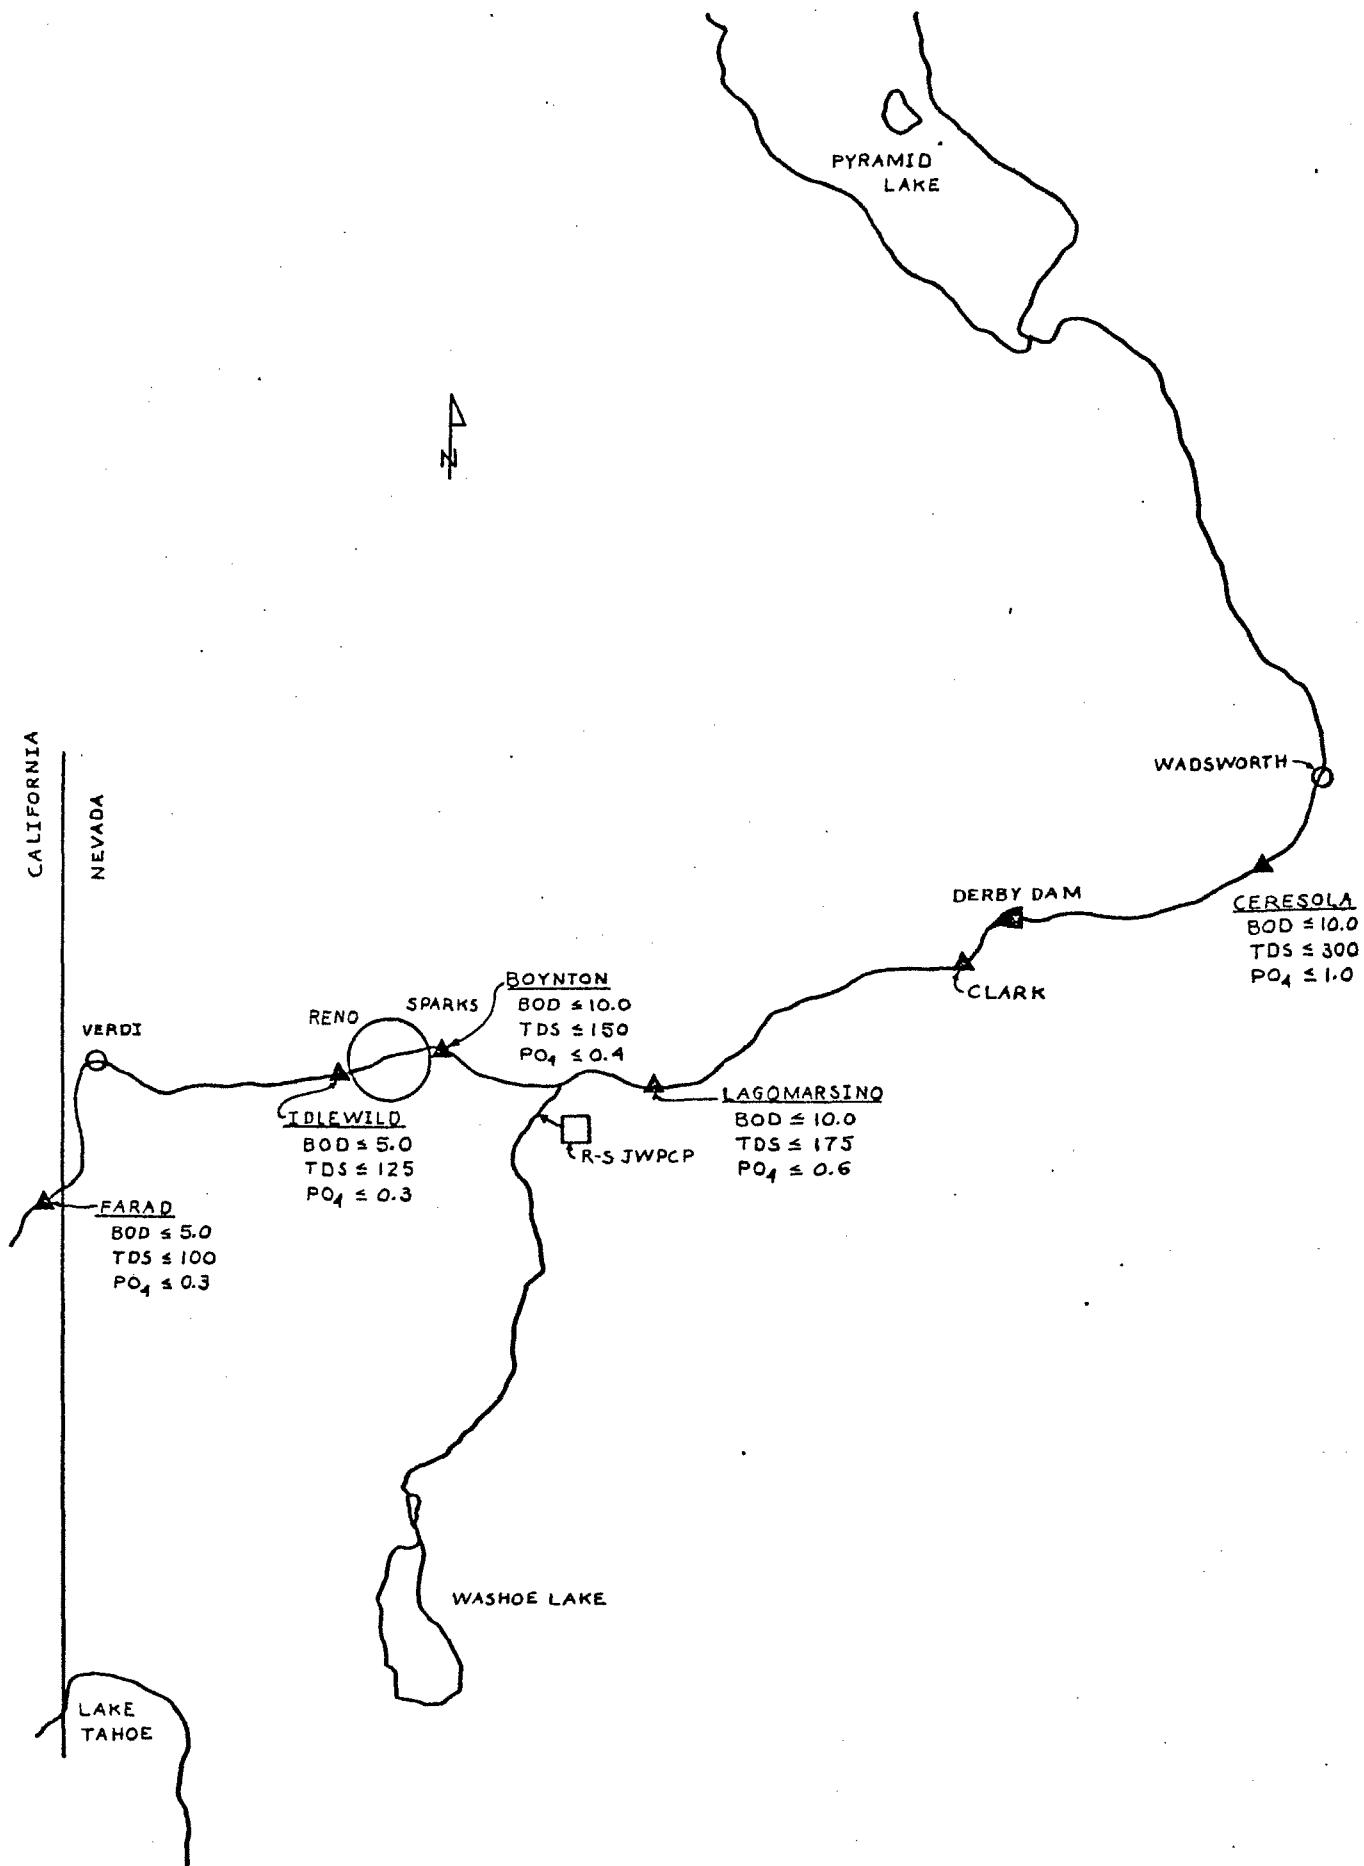 PYRAMID
LAKE
N
CALIFORNIA
NEVADA
WADSWORTH
DERBY DAM
CERESOLA
BOD ≤ 10.0
TDS ≤ 300
PO4 ≤ 1.0
CLARK
BOYNTON
BOD ≤ 10.0
TDS ≤ 150
PO4 ≤ 0.4
SPARKS
RENO
VERDI
LAGOMARSINO
BOD ≤ 10.0
TDS ≤ 175
PO4 ≤ 0.6
IDLEWILD
BOD ≤ 5.0
TDS ≤ 125
PO4 ≤ 0.3
R-S JWPCP
FARAD
BOD ≤ 5.0
TDS ≤ 100
PO4 ≤ 0.3
WASHOE LAKE
LAKE
TAHOE